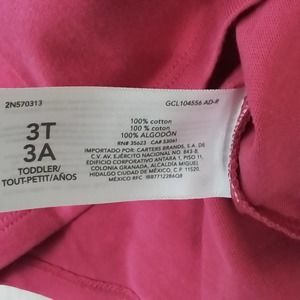 2N570313
GCL104556 AD-R
3T
3A
TODDLER/
TOUT-PETIT/AÑOS
100% cotton
100 % coton
100% ALGODÓN
RN# 35623 CA# 53061
IMPORTADO POR: CARTERS BRANDS, S.A. DE
C.V. AV. EJÉRCITO NACIONAL NO. 843-B,
EDIFICIO CORPORATIVO ANTARA 1, PISO 11,
COLONIA GRANADA, ALCALDÍA MIGUEL
HIDALGO CIUDAD DE MÉXICO, C.P. 11520,
MÉXICO RFC